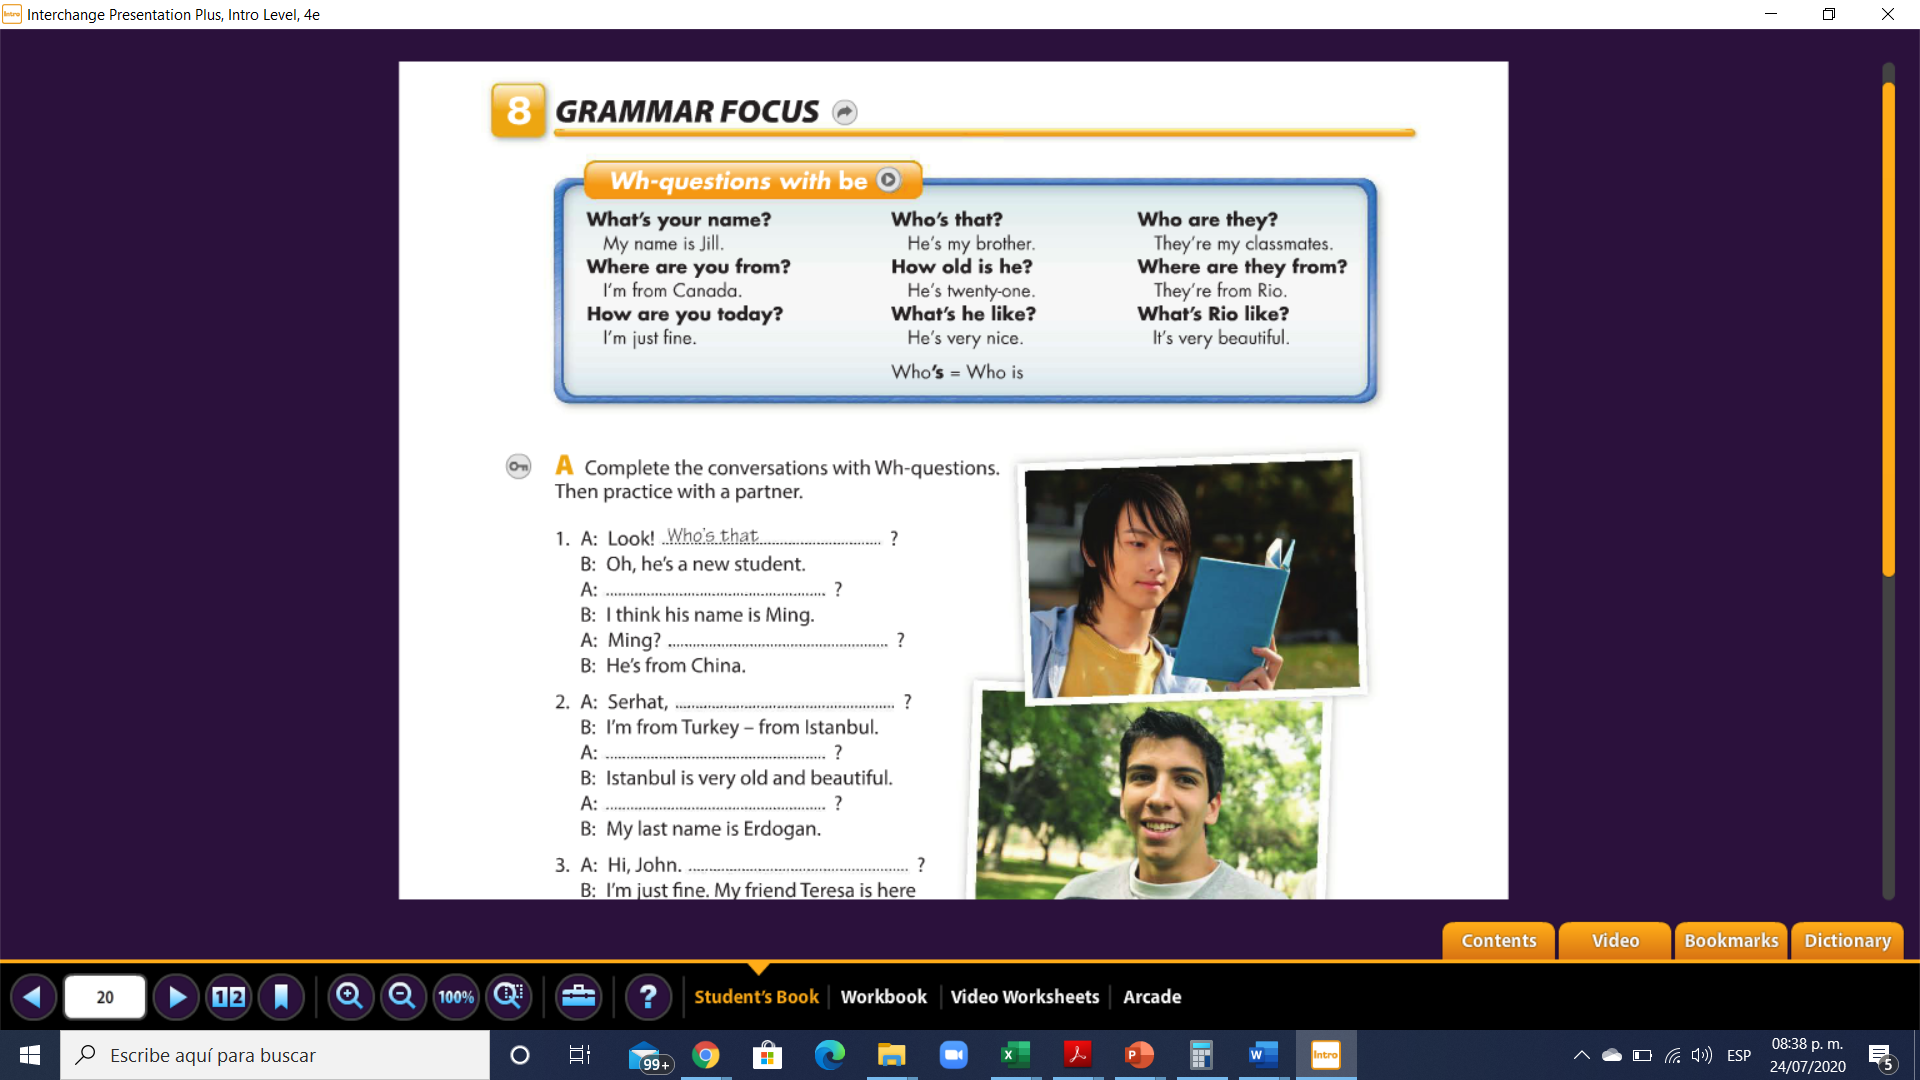 Interchange Presentation Plus, Intro Level, 4e
8 GRAMMAR FOCUS
Wh-questions with be
What's your name?
My name is Jill.
Where are you from?
I'm from Canada.
How are you today?
I'm just fine.
Who's that?
He's my brother.
How old is he?
He's twenty-one.
What's he like?
He's very nice.
Who's = Who is
Who are they?
They're my classmates.
Where are they from?
They're from Rio.
What's Rio like?
It's very beautiful.
A Complete the conversations with Wh-questions.
Then practice with a partner.
1. A: Look! Who's that ?
B: Oh, he's a new student.
A: ?
B: I think his name is Ming.
A: Ming? ?
B: He's from China.
2. A: Serhat, ?
B: I'm from Turkey – from Istanbul.
A: ?
B: Istanbul is very old and beautiful.
A: ?
B: My last name is Erdogan.
3. A: Hi, John. ?
B: I'm just fine. My friend Teresa is here
Contents Video Bookmarks Dictionary
20 1 2 100% ? Student's Book Workbook Video Worksheets Arcade
Escribe aquí para buscar 99+ Intro ESP 08:38 p. m.
24/07/2020 5